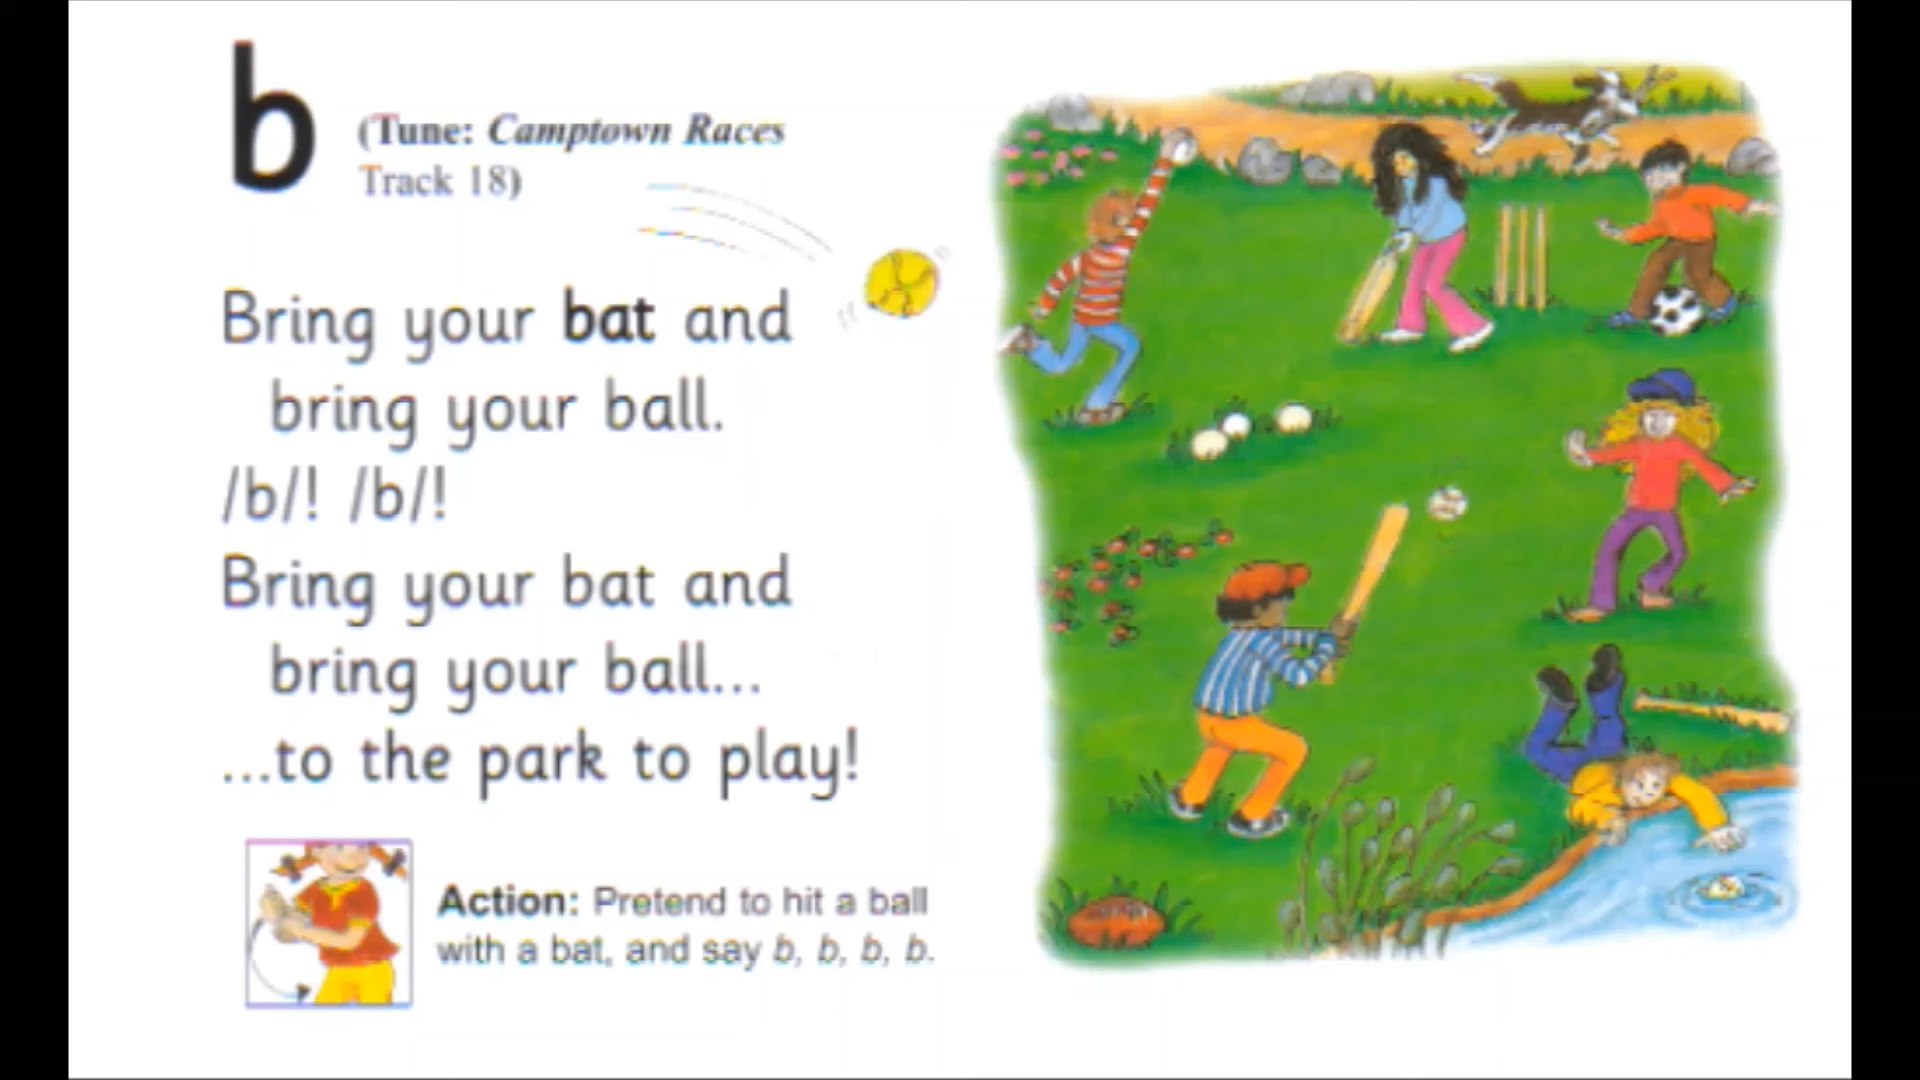 b
(Tune: Camptown Races
Track 18)
Bring your bat and
bring your ball.
/b/! /b/!
Bring your bat and
bring your ball...
...to the park to play!
Action: Pretend to hit a ball
with a bat, and say b, b, b, b.